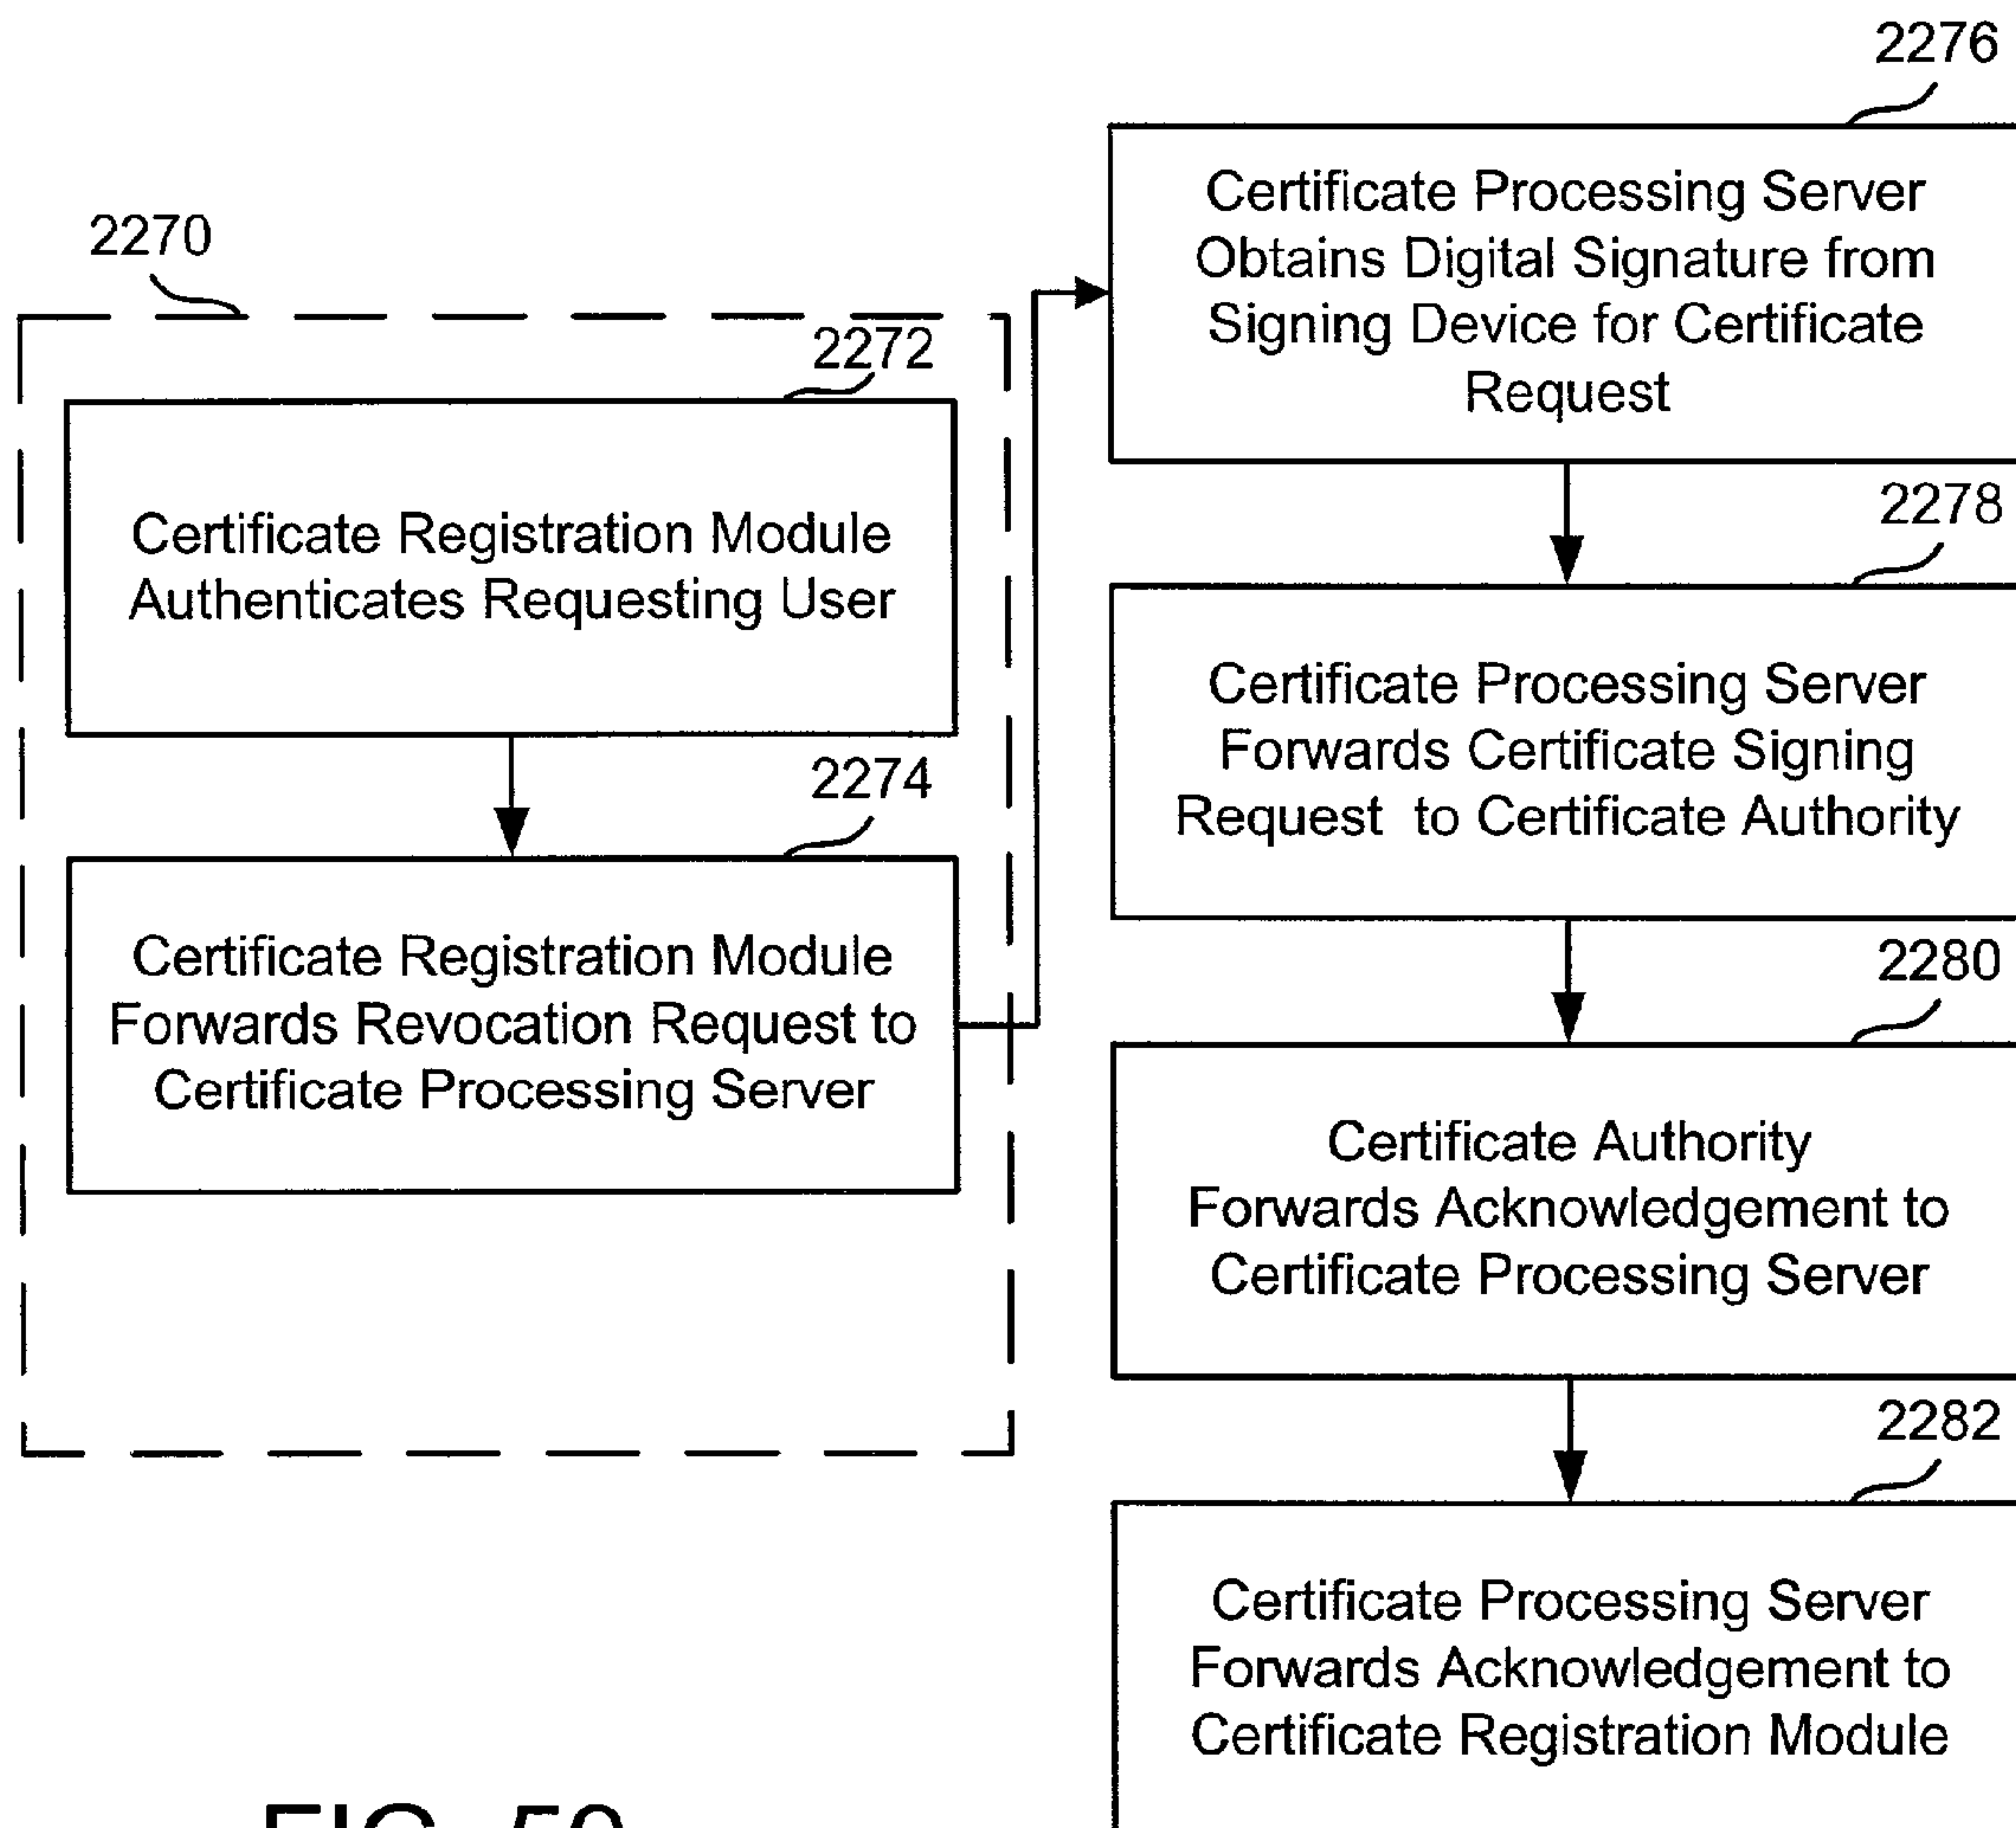 2270
2272
Certificate Registration Module
Authenticates Requesting User
2274
Certificate Registration Module
Forwards Revocation Request to
Certificate Processing Server
2276
Certificate Processing Server
Obtains Digital Signature from
Signing Device for Certificate
Request
2278
Certificate Processing Server
Forwards Certificate Signing
Request to Certificate Authority
2280
Certificate Authority
Forwards Acknowledgement to
Certificate Processing Server
2282
Certificate Processing Server
Forwards Acknowledgement to
Certificate Registration Module
FIG.